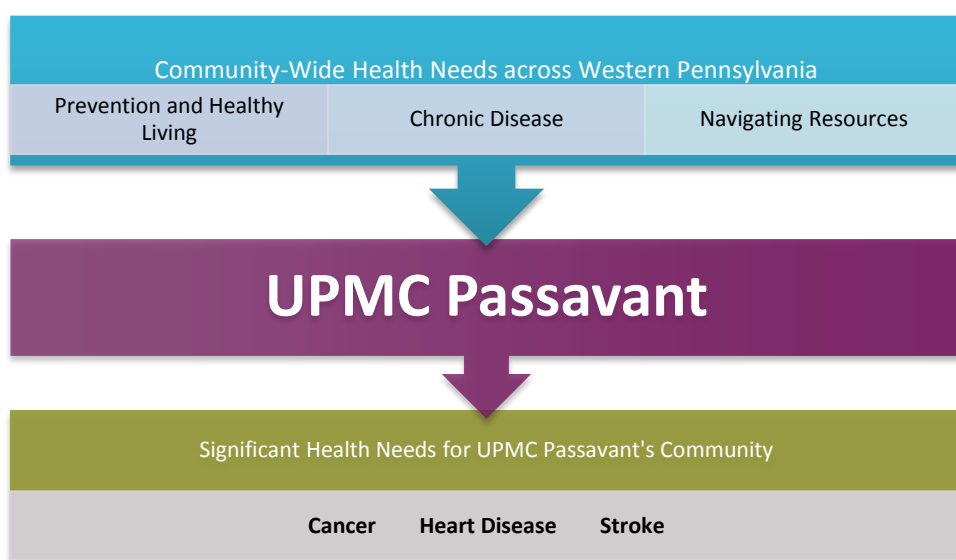 Community-Wide Health Needs across Western Pennsylvania
Prevention and Healthy
Living
Chronic Disease
Navigating Resources
UPMC Passavant
Significant Health Needs for UPMC Passavant's Community
Cancer Heart Disease Stroke